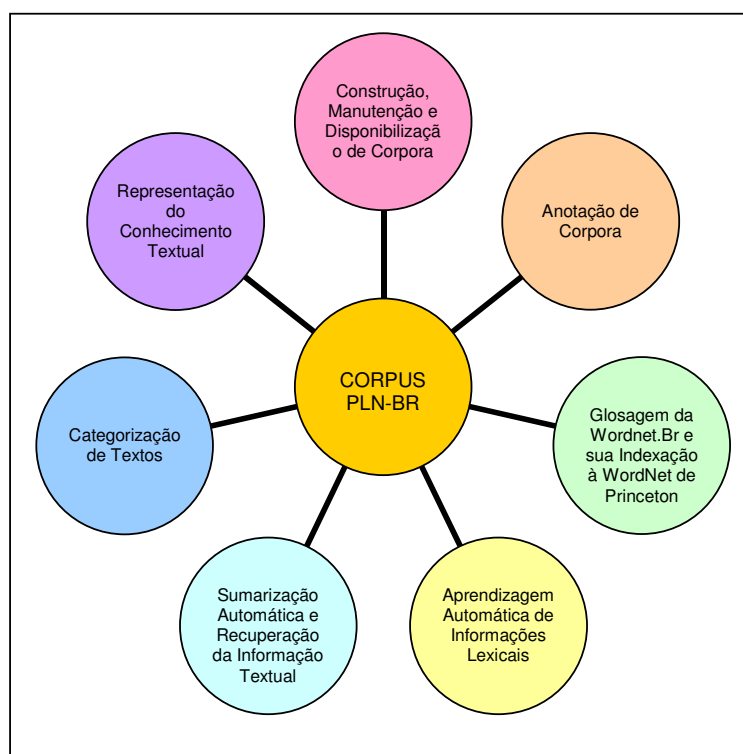 Construção,
Manutenção e
Disponibilizaçã
o de Corpora
Representação
do
Conhecimento
Textual
Anotação de
Corpora
CORPUS
PLN-BR
Categorização
de Textos
Glosagem da
Wordnet.Br e
sua Indexação
à WordNet de
Princeton
Sumarização
Automática e
Recuperação
da Informação
Textual
Aprendizagem
Automática de
Informações
Lexicais